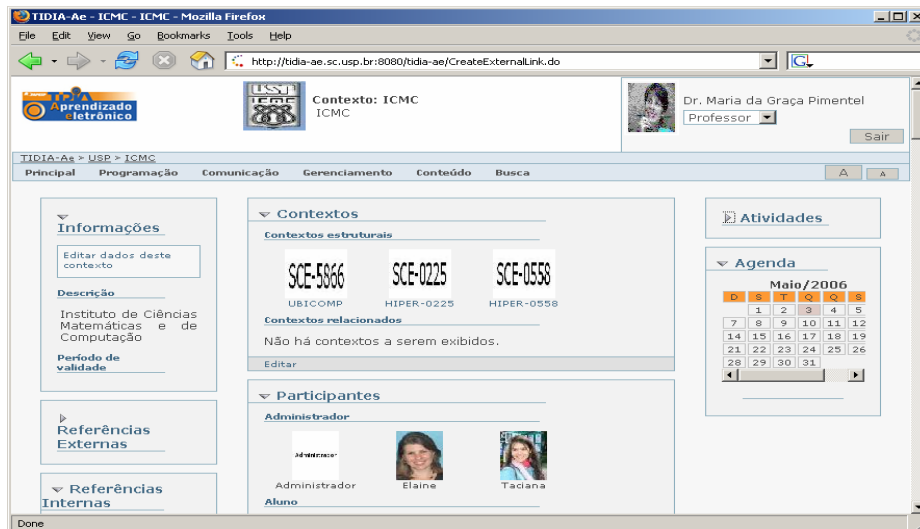 TIDIA-Ae - ICMC - ICMC - Mozilla Firefox
File Edit View Go Bookmarks Tools Help
http://tidia-ae.sc.usp.br:8080/tidia-ae/CreateExternalLink.do
G
TIDIA
Aprendizado
eletrônico
USP
ICMC
Contexto: ICMC
ICMC
Dr. Maria da Graça Pimentel
Professor
Sair
TIDIA-Ae > USP > ICMC
Principal Programação Comunicação Gerenciamento Conteúdo Busca
A A
Informações
Editar dados deste
contexto
Descrição
Instituto de Ciências
Matemáticas e de
Computação
Período de
validade
Referências
Externas
Referências
Internas
Contextos
Contextos estruturais
SCE-5866 SCE-0225 SCE-0558
UBICOMP HIPER-0225 HIPER-0558
Contextos relacionados
Não há contextos a serem exibidos.
Editar
Participantes
Administrador
Administrador
Administrador Elaine Taciana
Aluno
Atividades
Agenda
Maio/2006
D S T Q Q S
1 2 3 4 5
7 8 9 10 11 12
14 15 16 17 18 19
21 22 23 24 25 26
28 29 30 31
Done